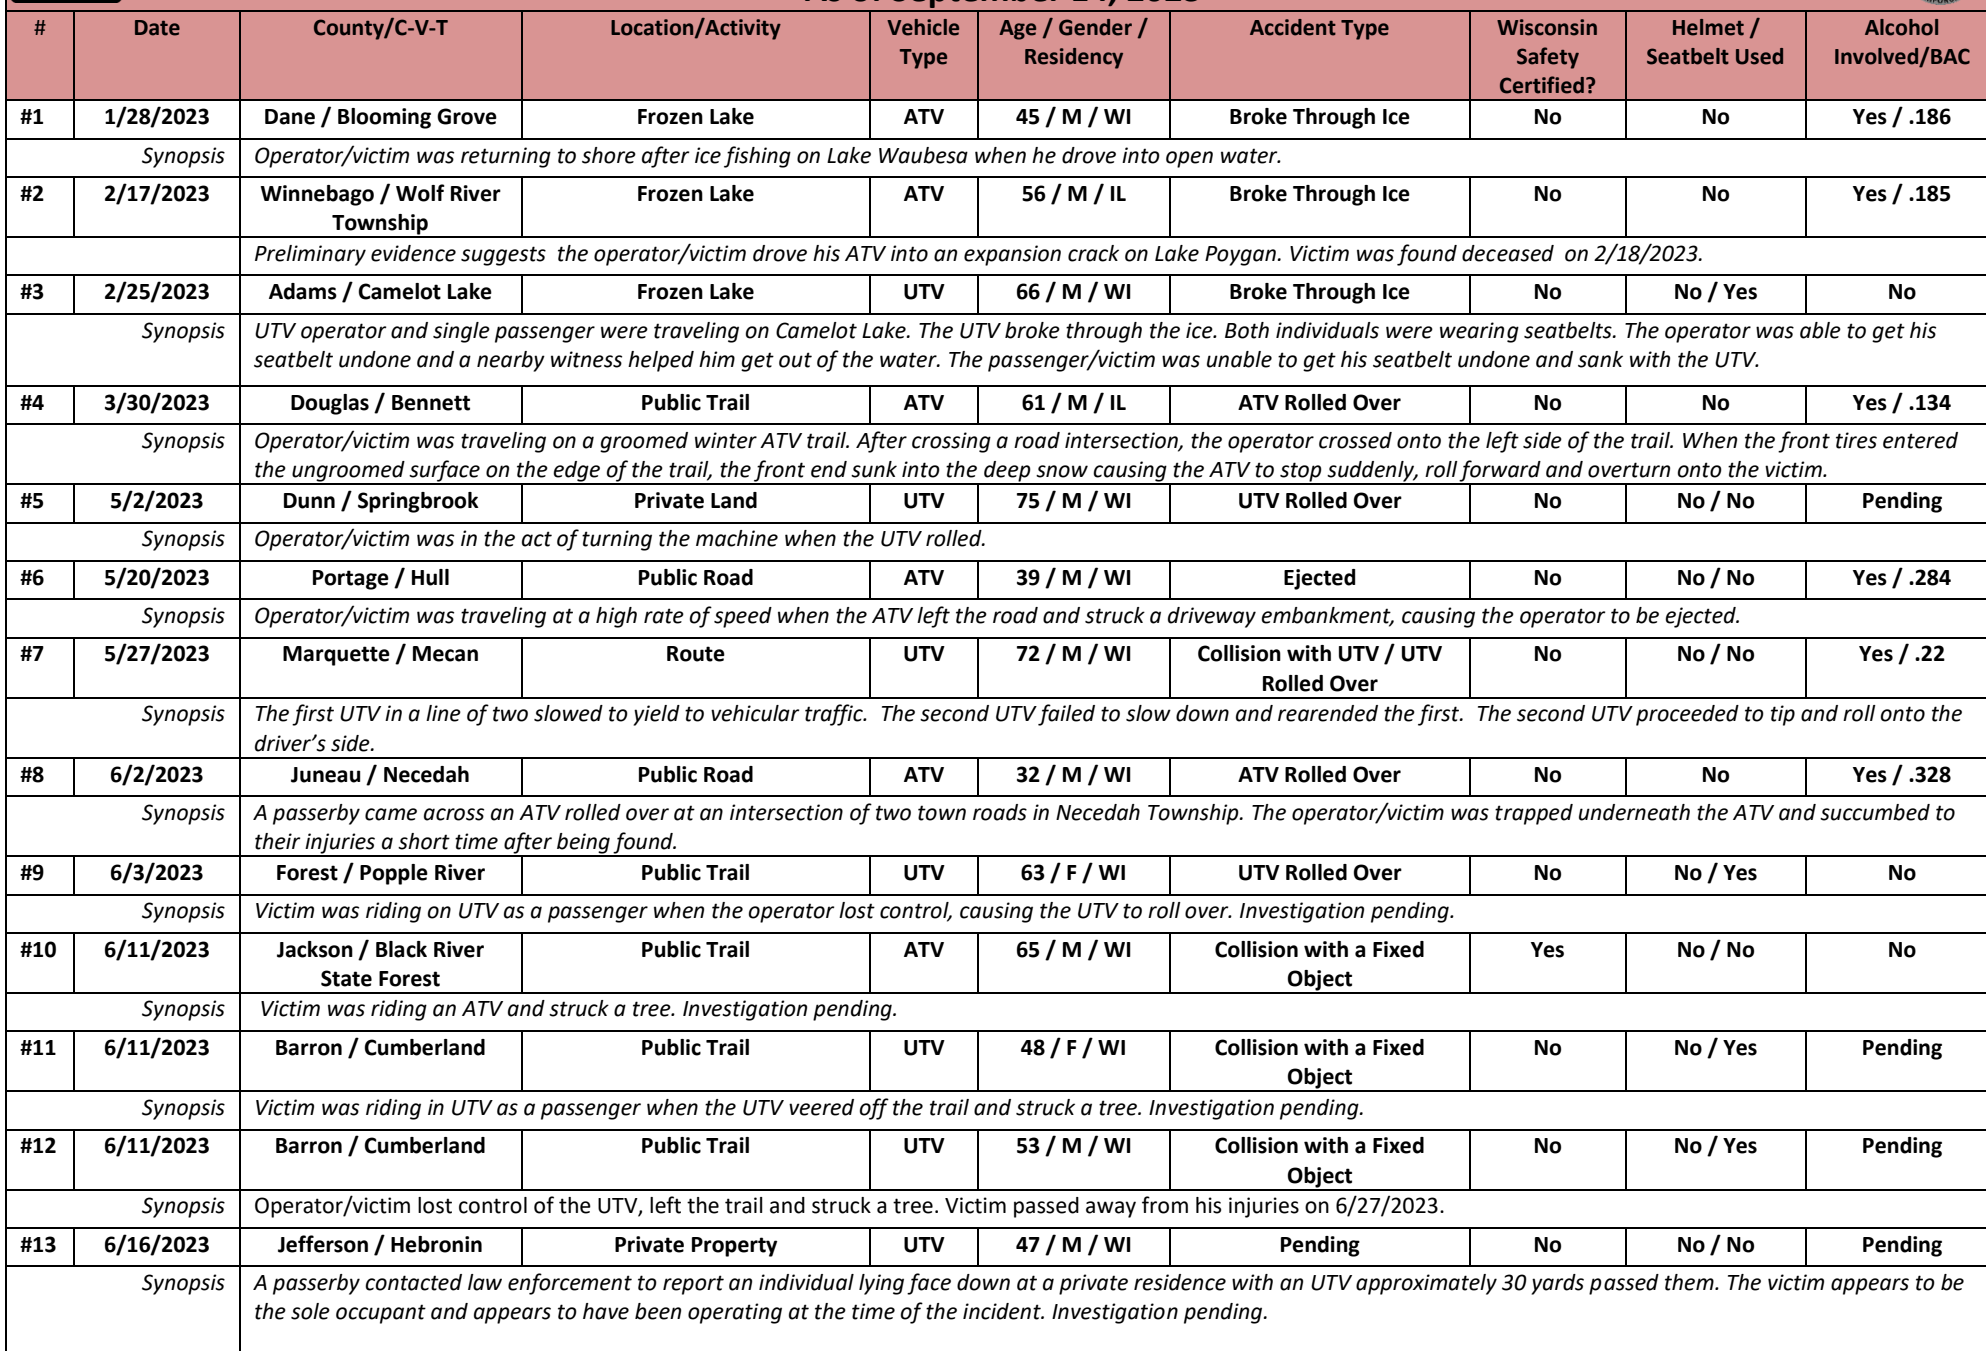 # Date County/C-V-T Location/Activity Vehicle Type Age / Gender / Residency Accident Type Wisconsin Safety Certified? Helmet / Seatbelt Used Alcohol Involved/BAC
#1 1/28/2023 Dane / Blooming Grove Frozen Lake ATV 45 / M / WI Broke Through Ice No No Yes / .186
Synopsis Operator/victim was returning to shore after ice fishing on Lake Waubesa when he drove into open water.
#2 2/17/2023 Winnebago / Wolf River Township Frozen Lake ATV 56 / M / IL Broke Through Ice No No Yes / .185
Preliminary evidence suggests the operator/victim drove his ATV into an expansion crack on Lake Poygan. Victim was found deceased on 2/18/2023.
#3 2/25/2023 Adams / Camelot Lake Frozen Lake UTV 66 / M / WI Broke Through Ice No No / Yes No
Synopsis UTV operator and single passenger were traveling on Camelot Lake. The UTV broke through the ice. Both individuals were wearing seatbelts. The operator was able to get his
seatbelt undone and a nearby witness helped him get out of the water. The passenger/victim was unable to get his seatbelt undone and sank with the UTV.
#4 3/30/2023 Douglas / Bennett Public Trail ATV 61 / M / IL ATV Rolled Over No No Yes / .134
Synopsis Operator/victim was traveling on a groomed winter ATV trail. After crossing a road intersection, the operator crossed onto the left side of the trail. When the front tires entered
the ungroomed surface on the edge of the trail, the front end sunk into the deep snow causing the ATV to stop suddenly, roll forward and overturn onto the victim.
#5 5/2/2023 Dunn / Springbrook Private Land UTV 75 / M / WI UTV Rolled Over No No / No Pending
Synopsis Operator/victim was in the act of turning the machine when the UTV rolled.
#6 5/20/2023 Portage / Hull Public Road ATV 39 / M / WI Ejected No No / No Yes / .284
Synopsis Operator/victim was traveling at a high rate of speed when the ATV left the road and struck a driveway embankment, causing the operator to be ejected.
#7 5/27/2023 Marquette / Mecan Route UTV 72 / M / WI Collision with UTV / UTV Rolled Over No No / No Yes / .22
Synopsis The first UTV in a line of two slowed to yield to vehicular traffic. The second UTV failed to slow down and rearended the first. The second UTV proceeded to tip and roll onto the
driver's side.
#8 6/2/2023 Juneau / Necedah Public Road ATV 32 / M / WI ATV Rolled Over No No Yes / .328
Synopsis A passerby came across an ATV rolled over at an intersection of two town roads in Necedah Township. The operator/victim was trapped underneath the ATV and succumbed to
their injuries a short time after being found.
#9 6/3/2023 Forest / Popple River Public Trail UTV 63 / F / WI UTV Rolled Over No No / Yes No
Synopsis Victim was riding on UTV as a passenger when the operator lost control, causing the UTV to roll over. Investigation pending.
#10 6/11/2023 Jackson / Black River State Forest Public Trail ATV 65 / M / WI Collision with a Fixed Object Yes No / No No
Synopsis Victim was riding an ATV and struck a tree. Investigation pending.
#11 6/11/2023 Barron / Cumberland Public Trail UTV 48 / F / WI Collision with a Fixed Object No No / Yes Pending
Synopsis Victim was riding in UTV as a passenger when the UTV veered off the trail and struck a tree. Investigation pending.
#12 6/11/2023 Barron / Cumberland Public Trail UTV 53 / M / WI Collision with a Fixed Object No No / Yes Pending
Synopsis Operator/victim lost control of the UTV, left the trail and struck a tree. Victim passed away from his injuries on 6/27/2023.
#13 6/16/2023 Jefferson / Hebronin Private Property UTV 47 / M / WI Pending No No / No Pending
Synopsis A passerby contacted law enforcement to report an individual lying face down at a private residence with an UTV approximately 30 yards passed them. The victim appears to be
the sole occupant and appears to have been operating at the time of the incident. Investigation pending.